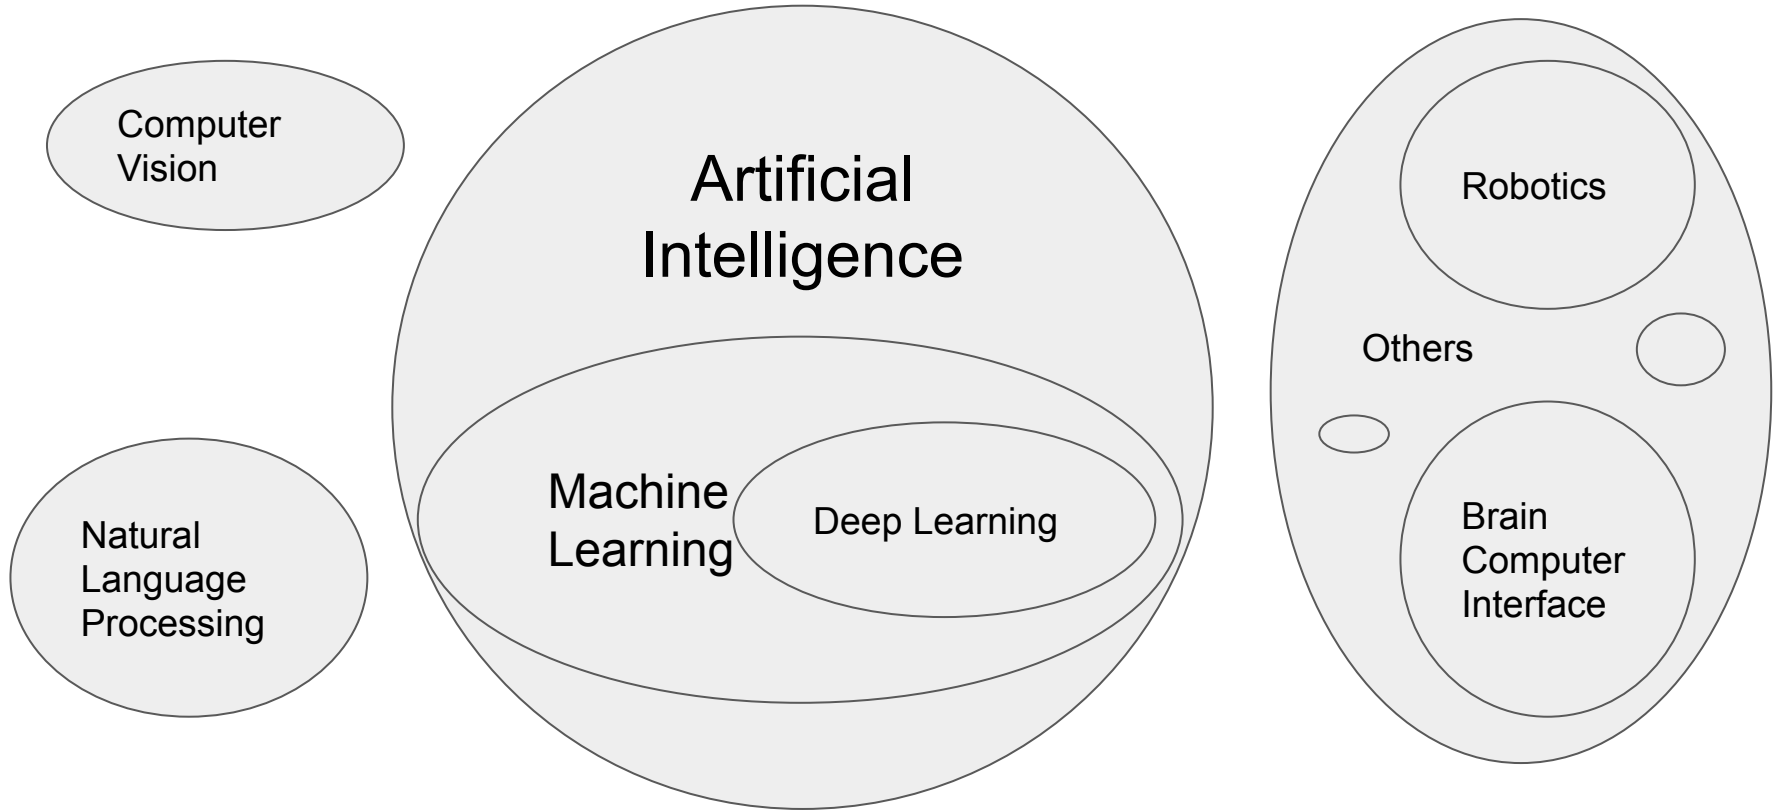 Computer
Vision
Natural
Language
Processing
Artificial
Intelligence
Machine
Learning
Deep Learning
Robotics
Others
Brain
Computer
Interface